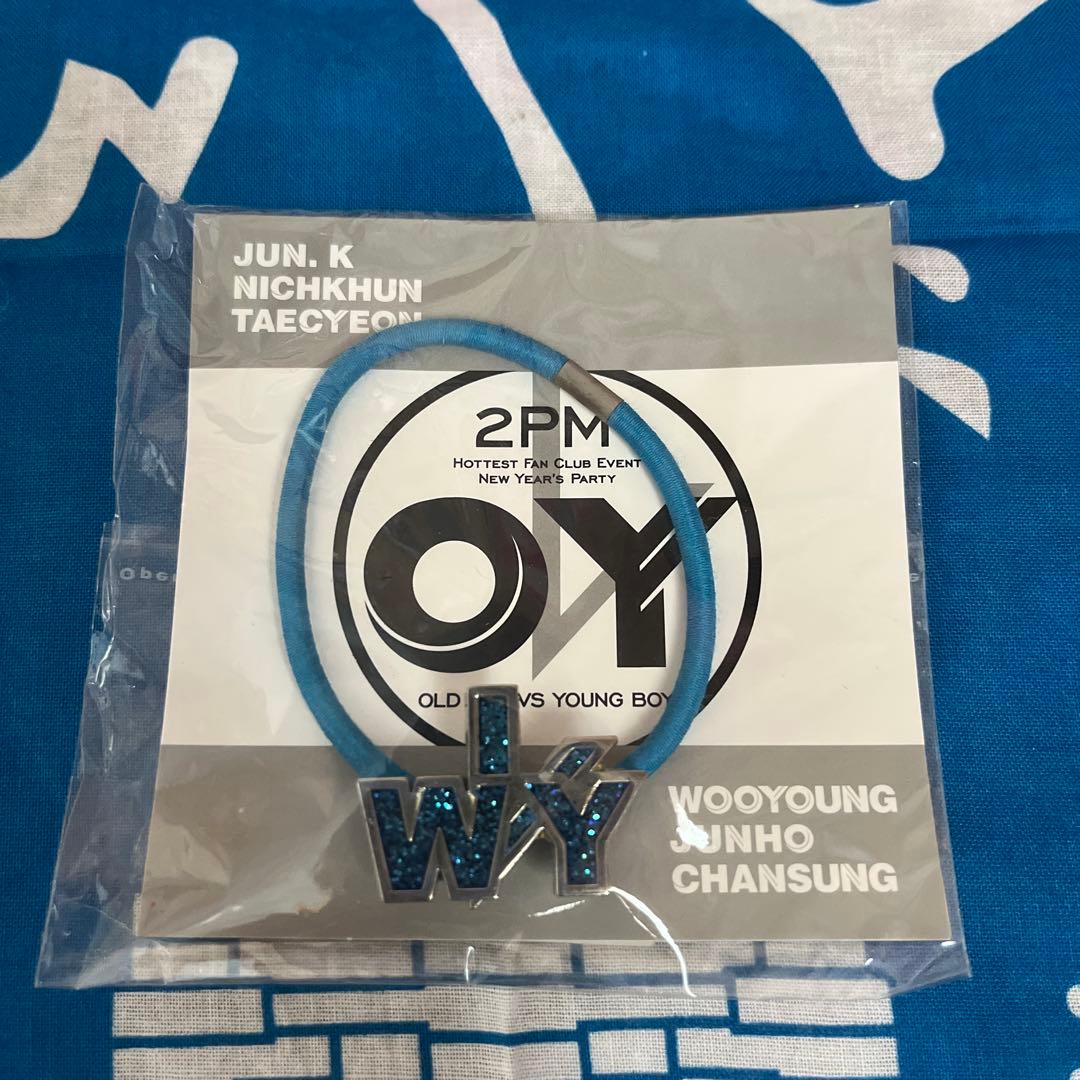 JUN. K
NICHKHUN
TAECYEON
2PM
HOTTEST FAN CLUB EVENT
NEW YEAR'S PARTY
OY
OLD VS YOUNG BOY
WY
WOOYOUNG
JUNHO
CHANSUNG